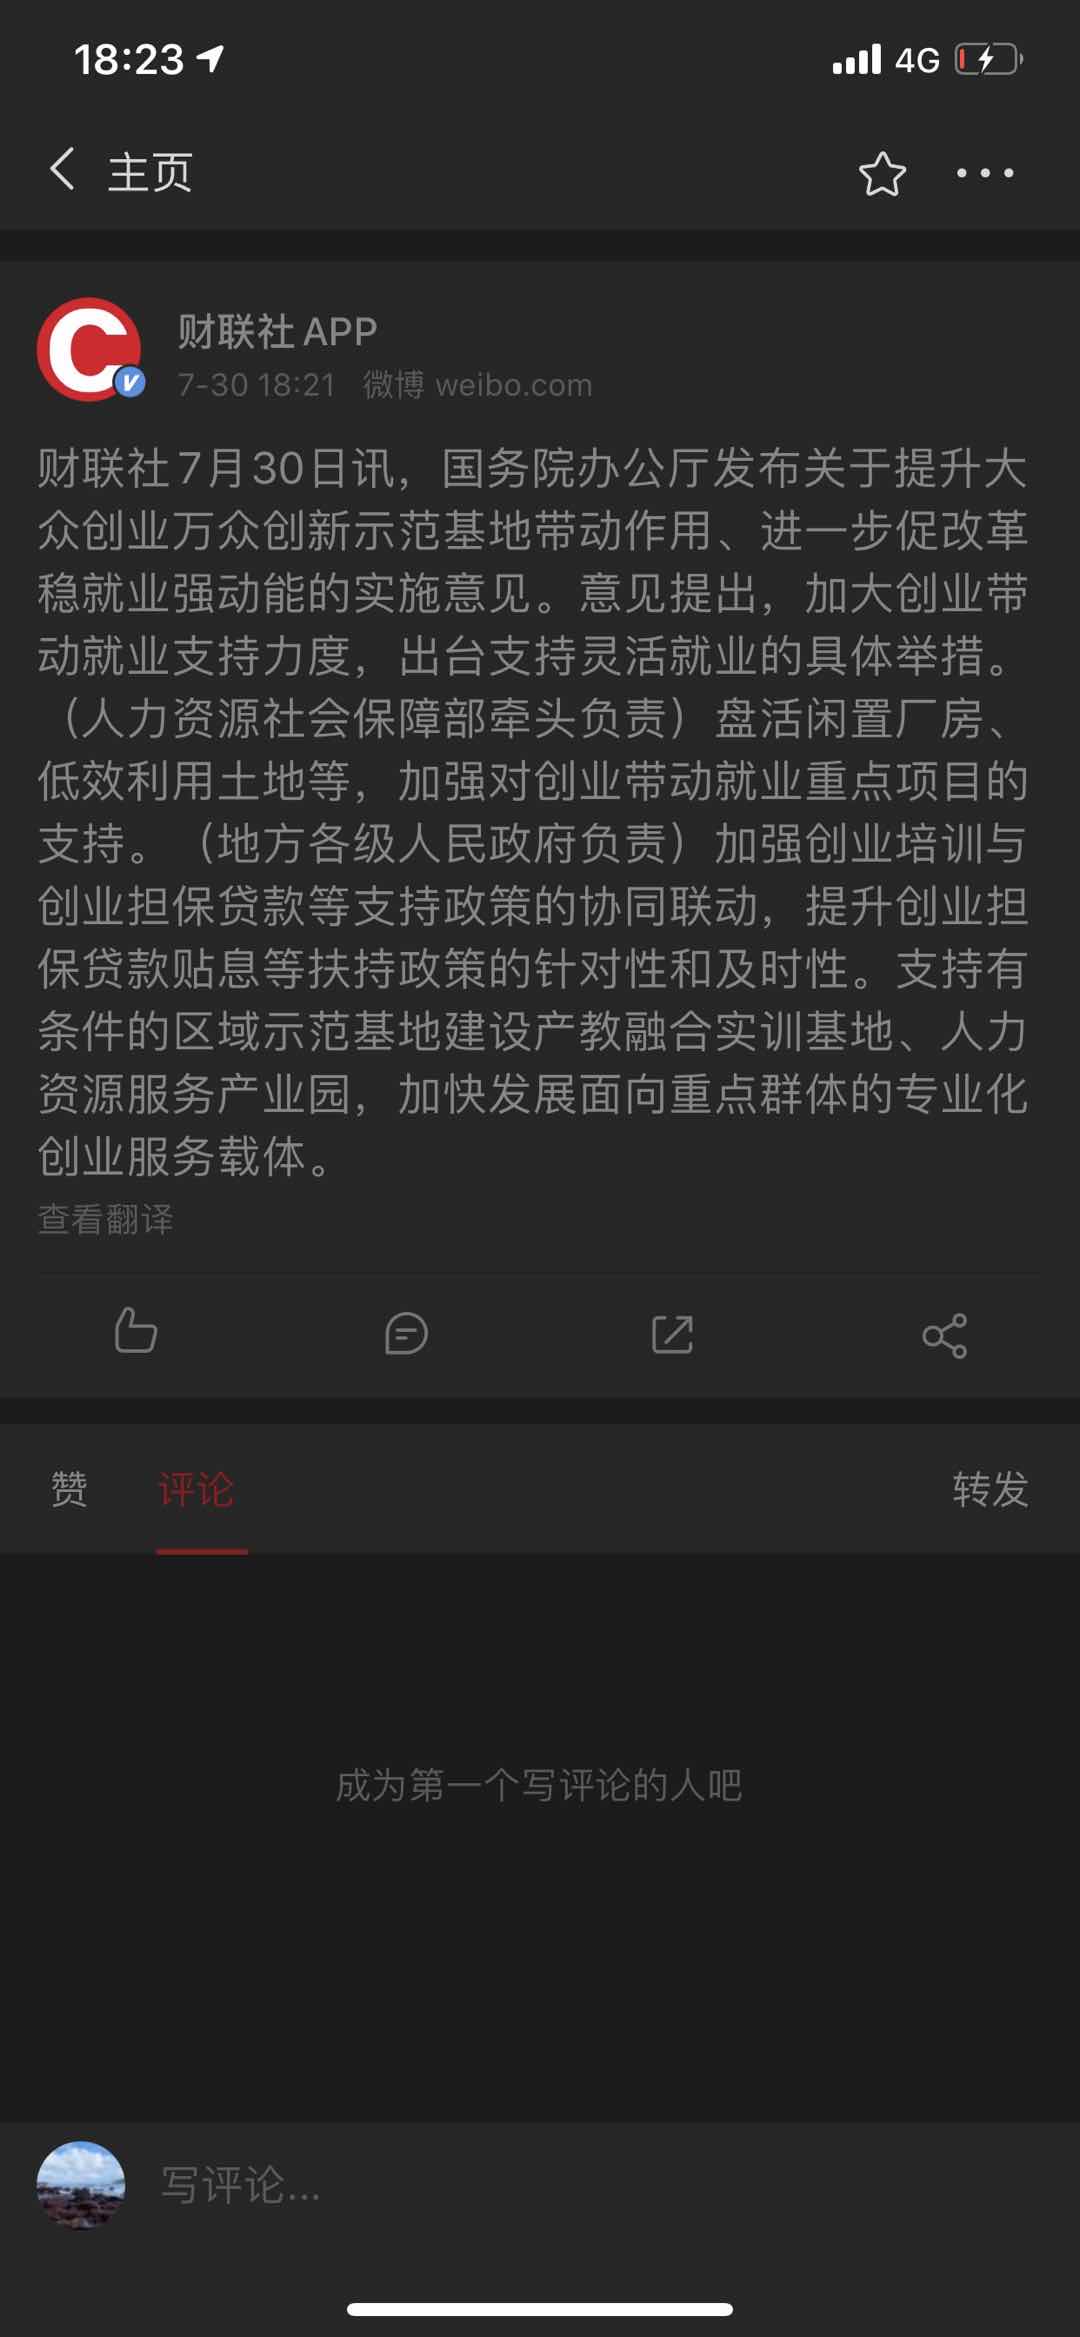 18:23
4G
主页
财联社APP
7-30 18:21 微博 weibo.com
财联社7月30日讯，国务院办公厅发布关于提升大
众创业万众创新示范基地带动作用、进一步促改革
稳就业强动能的实施意见。意见提出，加大创业带
动就业支持力度，出台支持灵活就业的具体举措。
（人力资源社会保障部牵头负责）盘活闲置厂房、
低效利用土地等，加强对创业带动就业重点项目的
支持。（地方各级人民政府负责）加强创业培训与
创业担保贷款等支持政策的协同联动，提升创业担
保贷款贴息等扶持政策的针对性和及时性。支持有
条件的区域示范基地建设产教融合实训基地、人力
资源服务产业园，加快发展面向重点群体的专业化
创业服务载体。
查看翻译
赞 评论 转发
成为第一个写评论的人吧
写评论...